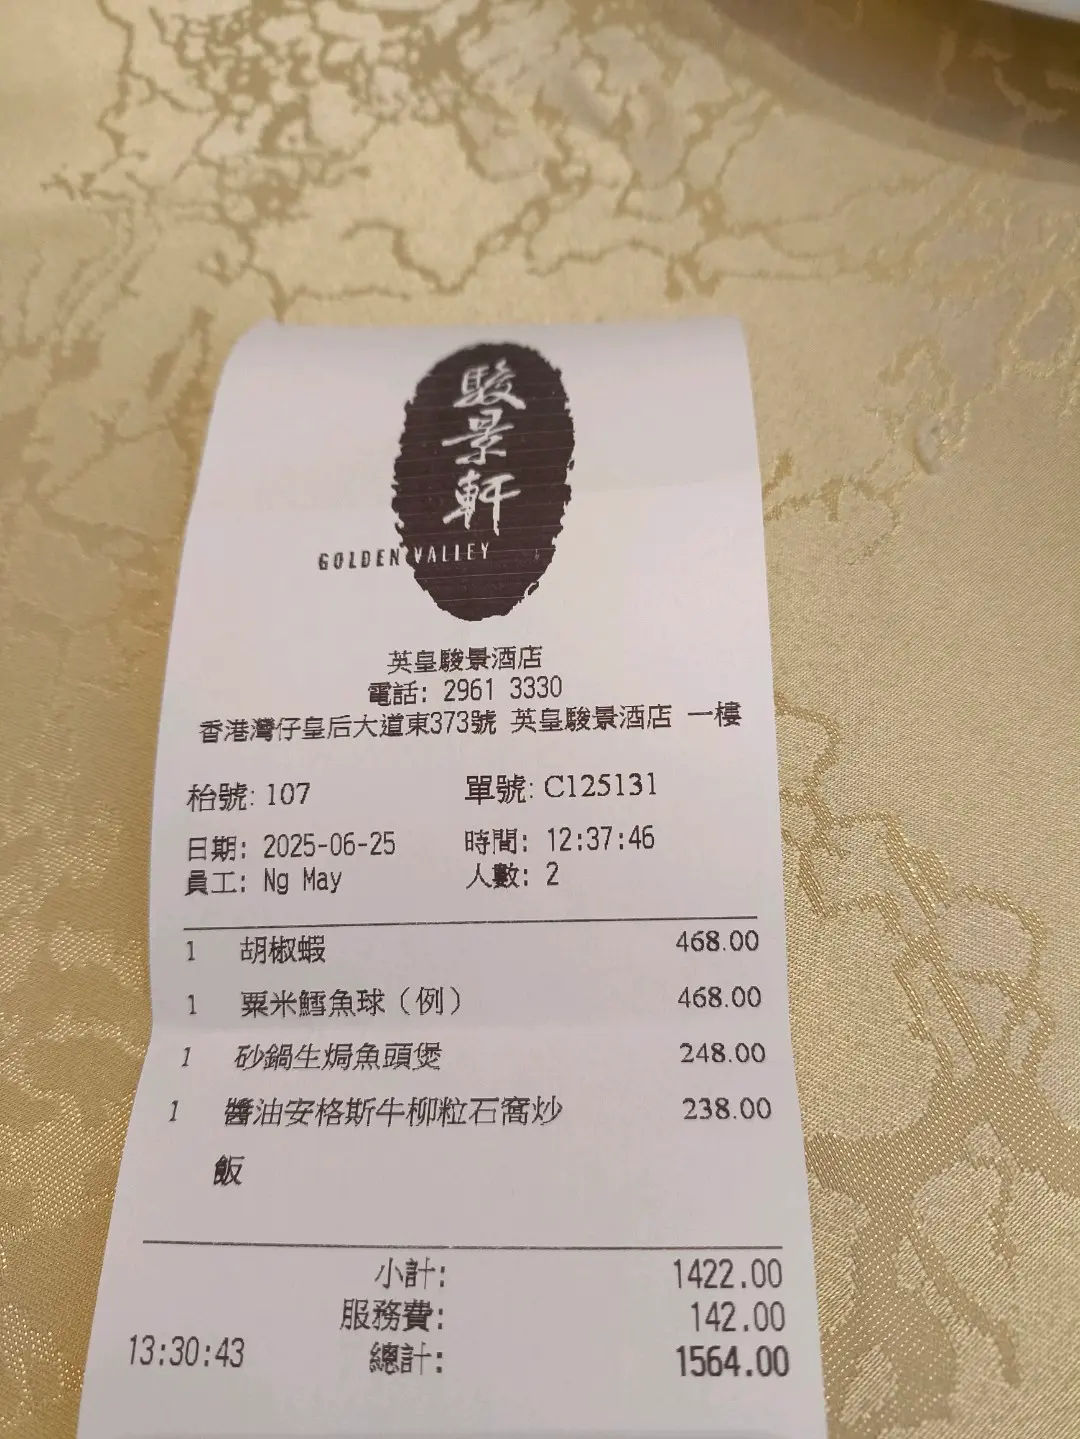 駿景軒
GOLDEN VALLEY
英皇駿景酒店
電話: 2961 3330
香港灣仔皇后大道東373號 英皇駿景酒店 一樓
枱號: 107 單號: C125131
日期: 2025-06-25 時間: 12:37:46
員工: Ng May 人數: 2
1 胡椒蝦 468.00
1 粟米鱈魚球（例） 468.00
1 砂鍋生焗魚頭煲 248.00
1 醬油安格斯牛柳粒石窩炒 238.00
飯
小計: 1422.00
服務費: 142.00
13:30:43 總計: 1564.00